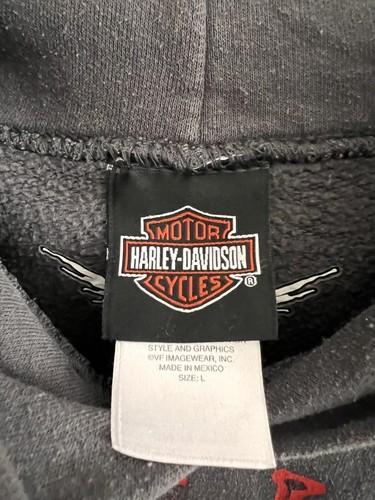 MOTOR
HARLEY-DAVIDSON
CYCLES
®
STYLE AND GRAPHICS
©VF IMAGEWEAR, INC.
MADE IN MEXICO
SIZE: L
A